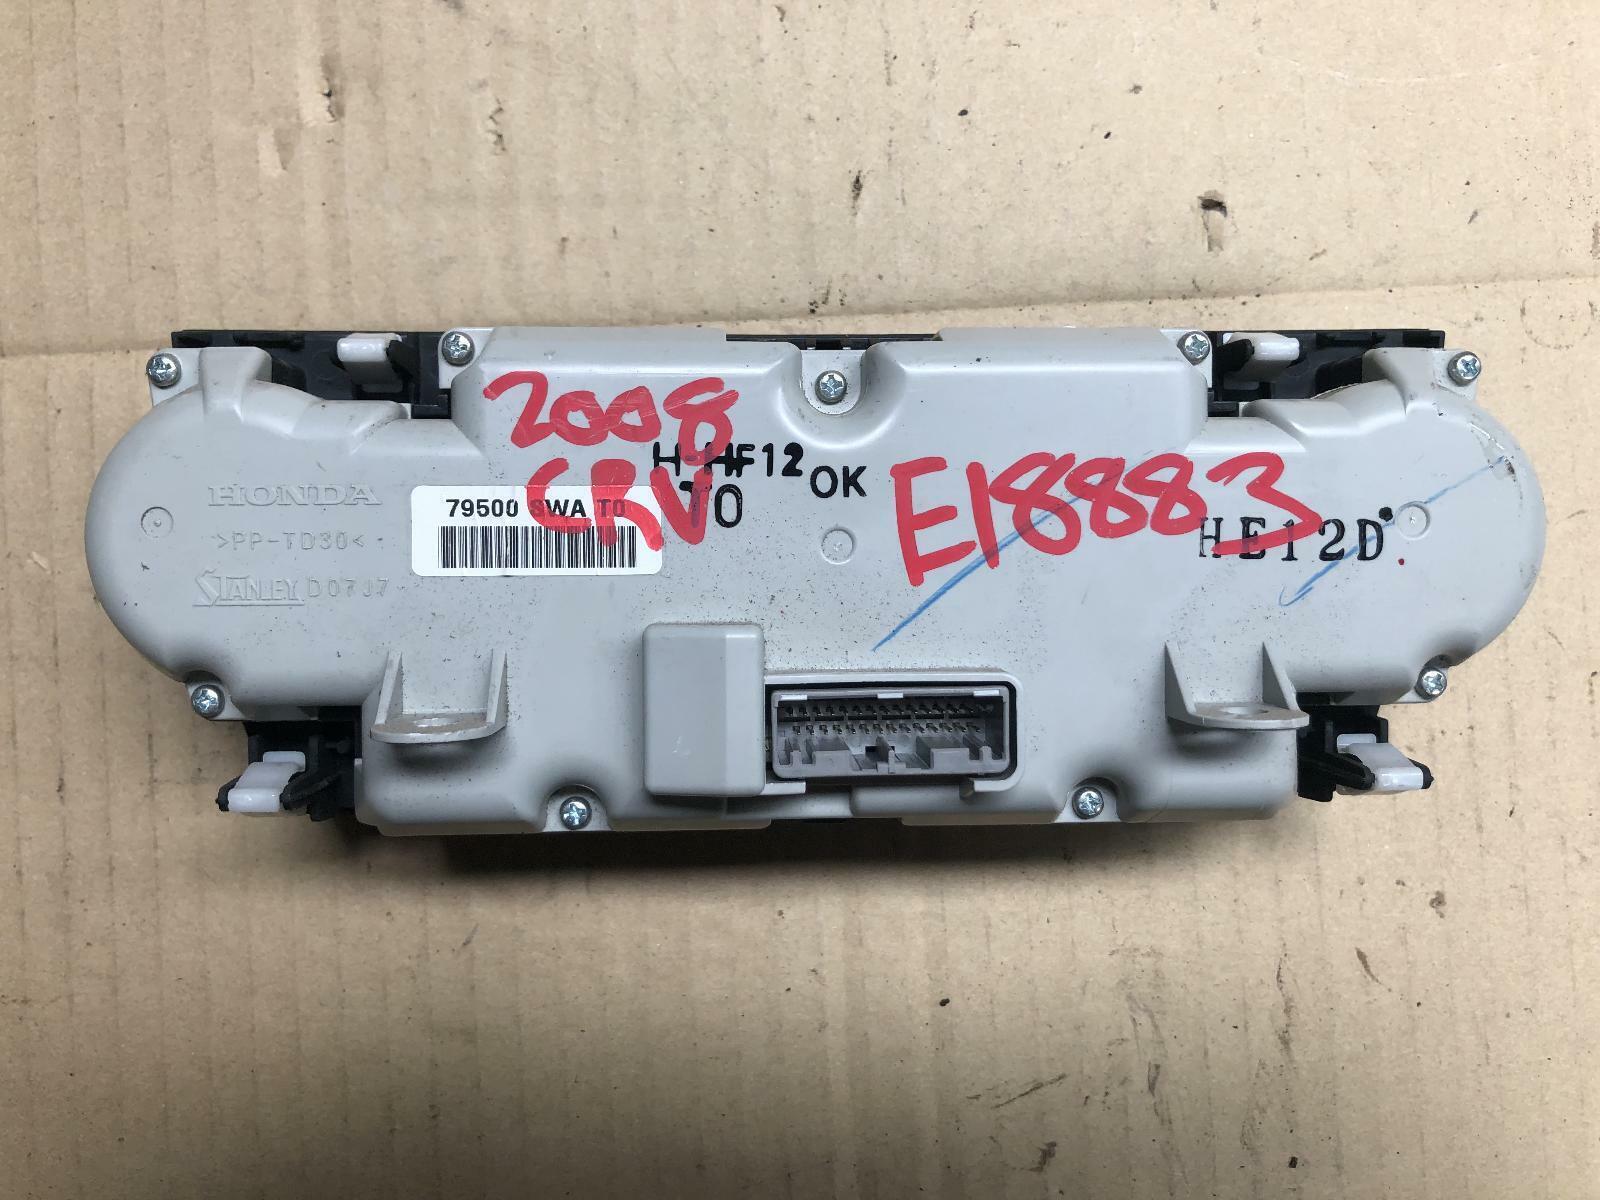 2008
CRV
E18883
H-HF12
OK
T0
HONDA
>PP-TD30<
STANLEY D07J7
79500 SWA T0
HE12D